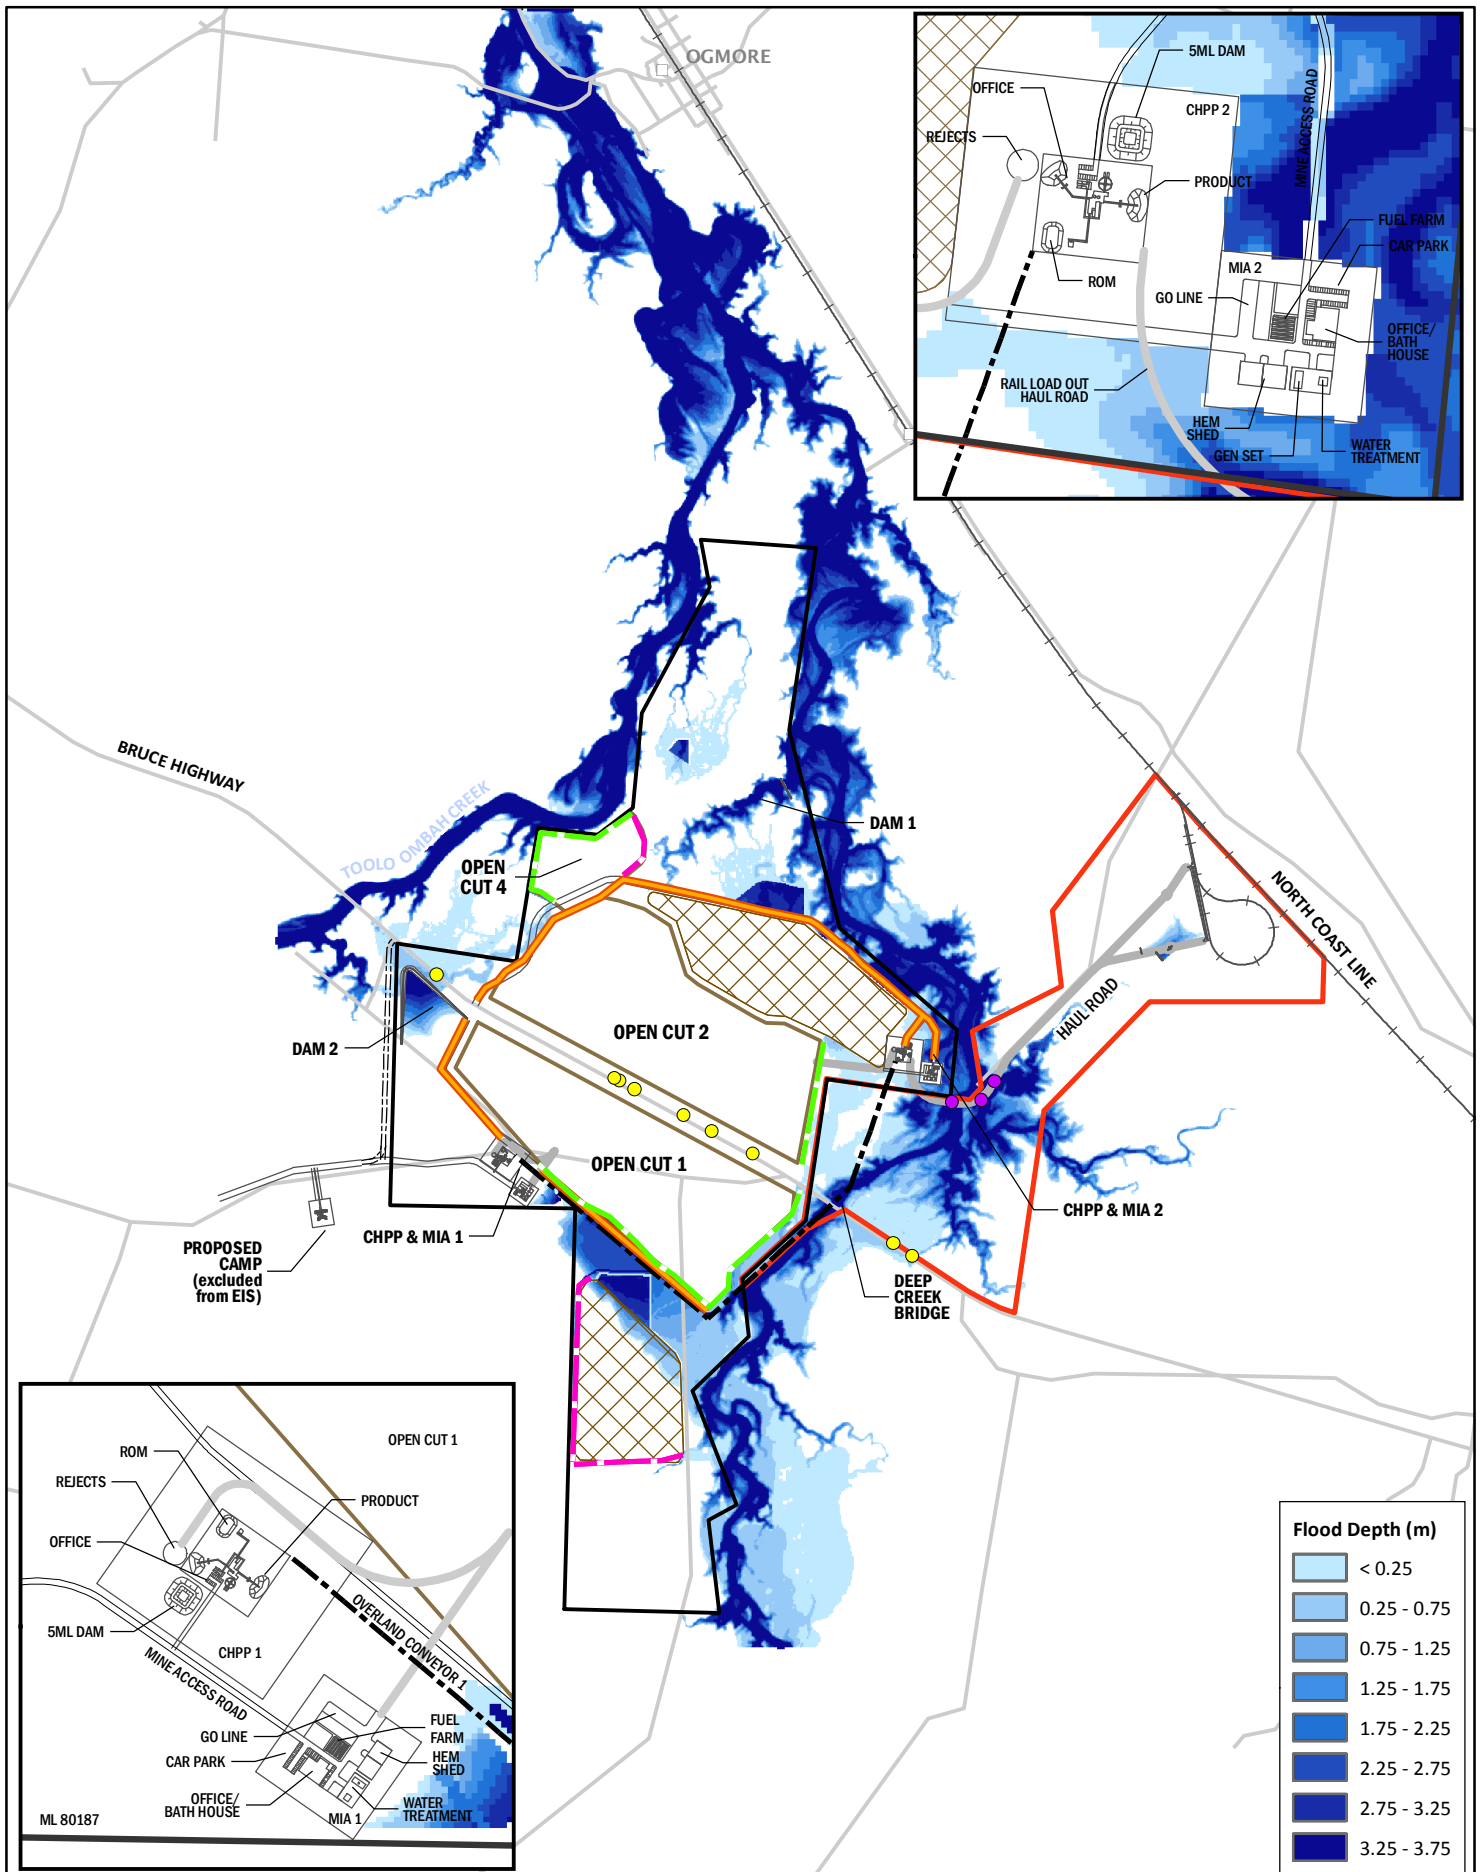 OGMORE
5ML DAM
OFFICE
CHPP 2
REJECTS
MINE ACCESS ROAD
PRODUCT
FUEL FARM
CAR PARK
MIA 2
ROM
GO LINE
OFFICE/
BATH
HOUSE
RAIL LOAD OUT
HAUL ROAD
HEM
SHED
GEN SET
WATER
TREATMENT
BRUCE HIGHWAY
TOOLO OMBAH CREEK
DAM 1
OPEN
CUT 4
NORTH COAST LINE
HAUL ROAD
OPEN CUT 2
DAM 2
OPEN CUT 1
CHPP & MIA 2
CHPP & MIA 1
PROPOSED
CAMP
(excluded
from EIS)
DEEP
CREEK
BRIDGE
OPEN CUT 1
ROM
REJECTS
PRODUCT
OFFICE
5ML DAM
CHPP 1
OVERLAND CONVEYOR 1
MINE ACCESS ROAD
GO LINE
FUEL
FARM
CAR PARK
HEM
SHED
OFFICE/
BATH HOUSE
MIA 1
WATER
TREATMENT
ML 80187
Flood Depth (m)
< 0.25
0.25 - 0.75
0.75 - 1.25
1.25 - 1.75
1.75 - 2.25
2.25 - 2.75
2.75 - 3.25
3.25 - 3.75